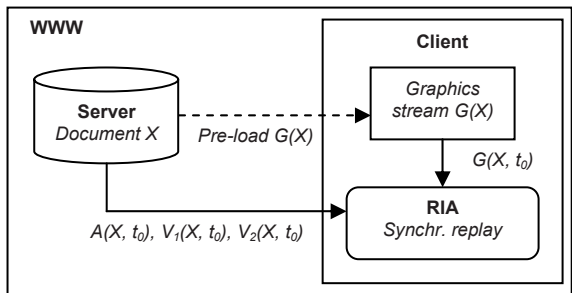 WWW
Client
Server
Document X
Pre-load G(X)
Graphics
stream G(X)
G(X, t₀)
RIA
Synchr. replay
A(X, t₀), V₁(X, t₀), V₂(X, t₀)